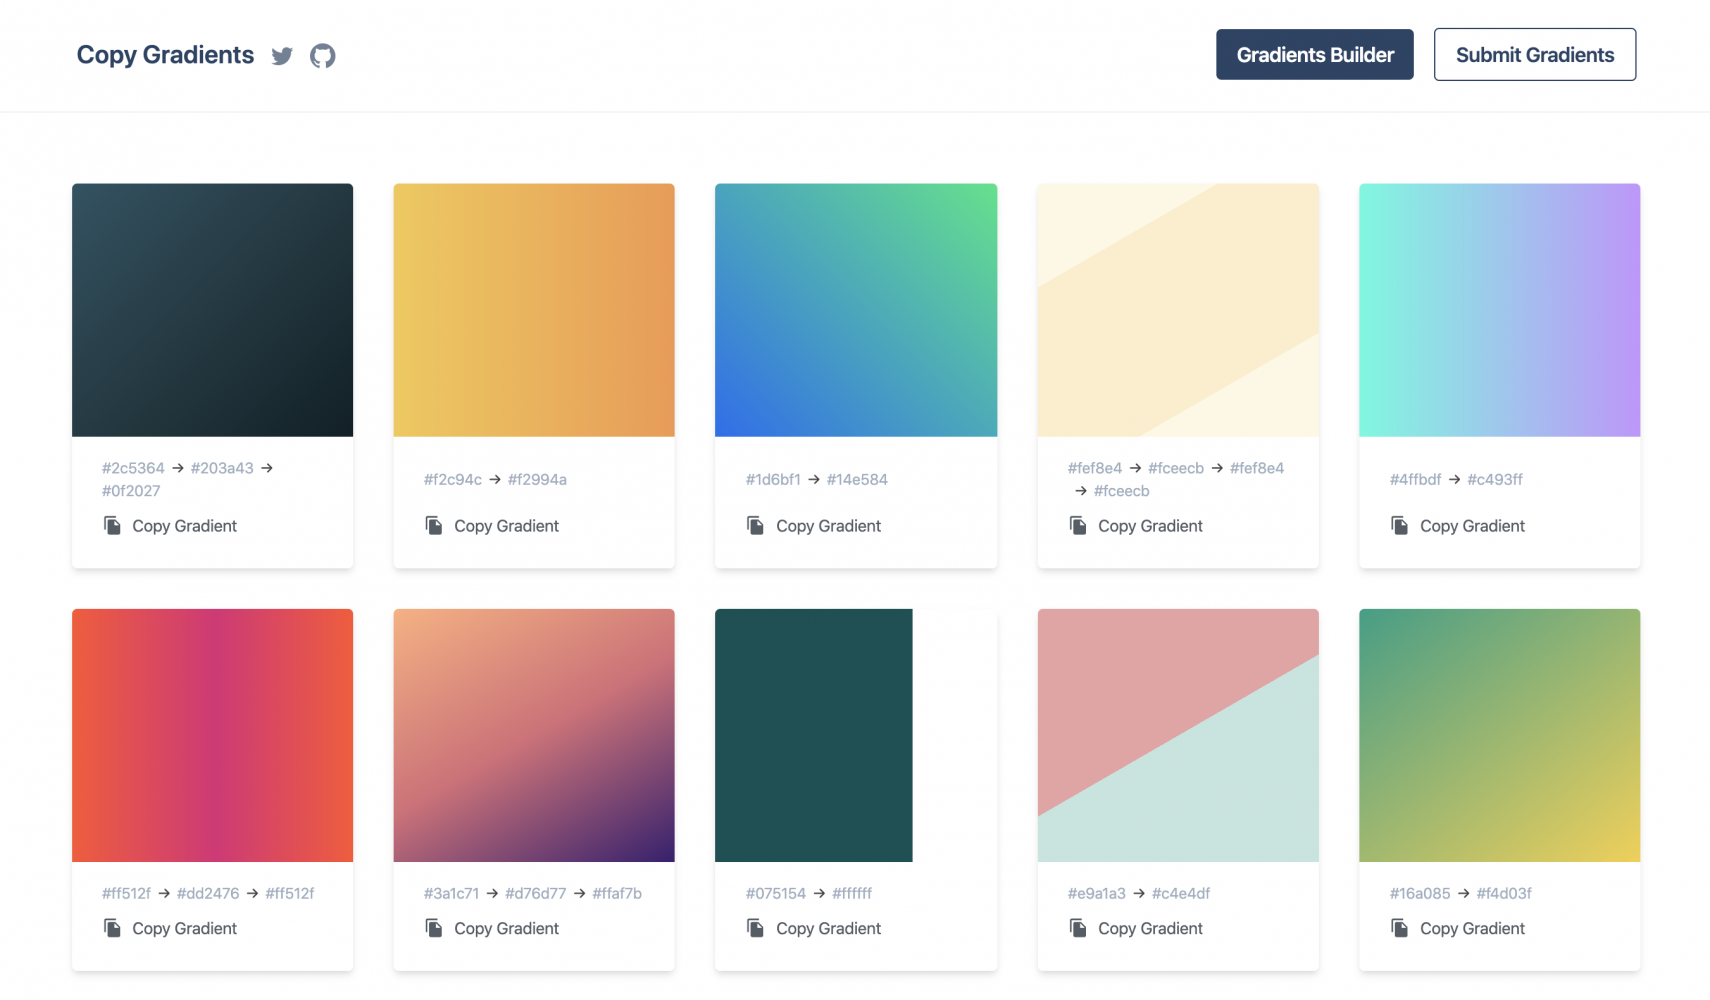 Copy Gradients
Gradients Builder
Submit Gradients
#2c5364 → #203a43 →
#0f2027
Copy Gradient
#f2c94c → #f2994a
Copy Gradient
#1d6bf1 → #14e584
Copy Gradient
#fef8e4 → #fceecb → #fef8e4
→ #fceecb
Copy Gradient
#4ffbdf → #c493ff
Copy Gradient
#ff512f → #dd2476 → #ff512f
Copy Gradient
#3a1c71 → #d76d77 → #ffaf7b
Copy Gradient
#075154 → #ffffff
Copy Gradient
#e9a1a3 → #c4e4df
Copy Gradient
#16a085 → #f4d03f
Copy Gradient